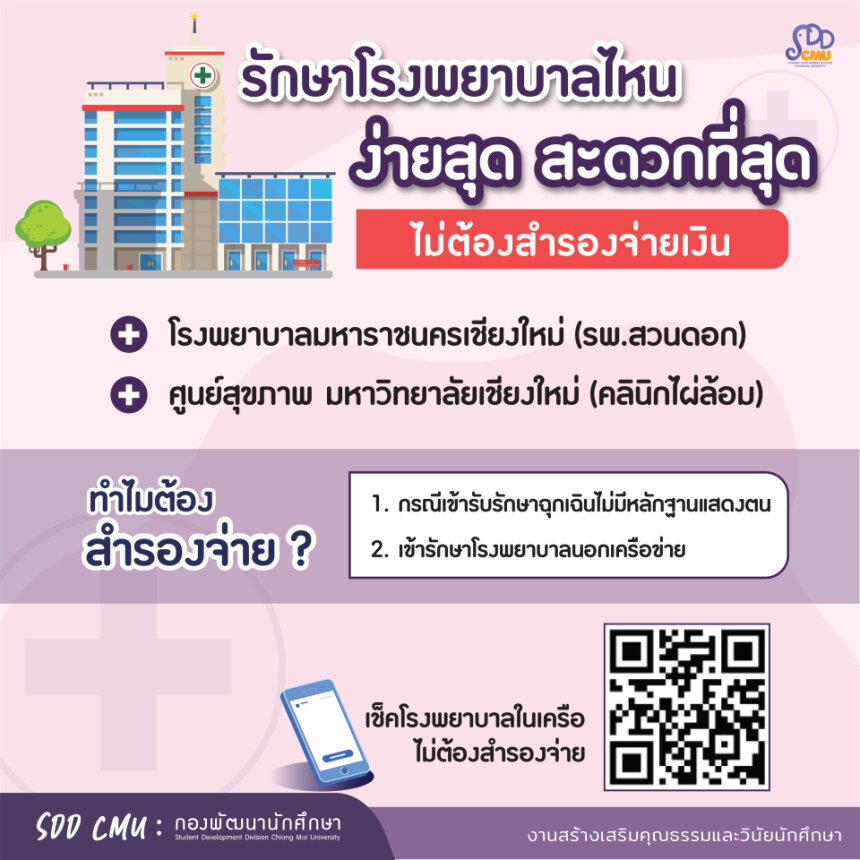 SDD
CMU
รักษาโรงพยาบาลไหน
ง่ายสุด สะดวกที่สุด
ไม่ต้องสำรองจ่ายเงิน
โรงพยาบาลมหาราชนครเชียงใหม่ (รพ.สวนดอก)
ศูนย์สุขภาพ มหาวิทยาลัยเชียงใหม่ (คลินิกไผ่ล้อม)
ทำไมต้อง
สำรองจ่าย ?
1. กรณีเข้ารับรักษาฉุกเฉินไม่มีหลักฐานแสดงตน
2. เข้ารักษาโรงพยาบาลนอกเครือข่าย
เช็คโรงพยาบาลในเครือ
ไม่ต้องสำรองจ่าย
SDD CMU : กองพัฒนานักศึกษา
Student Development Division Chiang Mai University
งานสร้างเสริมคุณธรรมและวินัยนักศึกษา